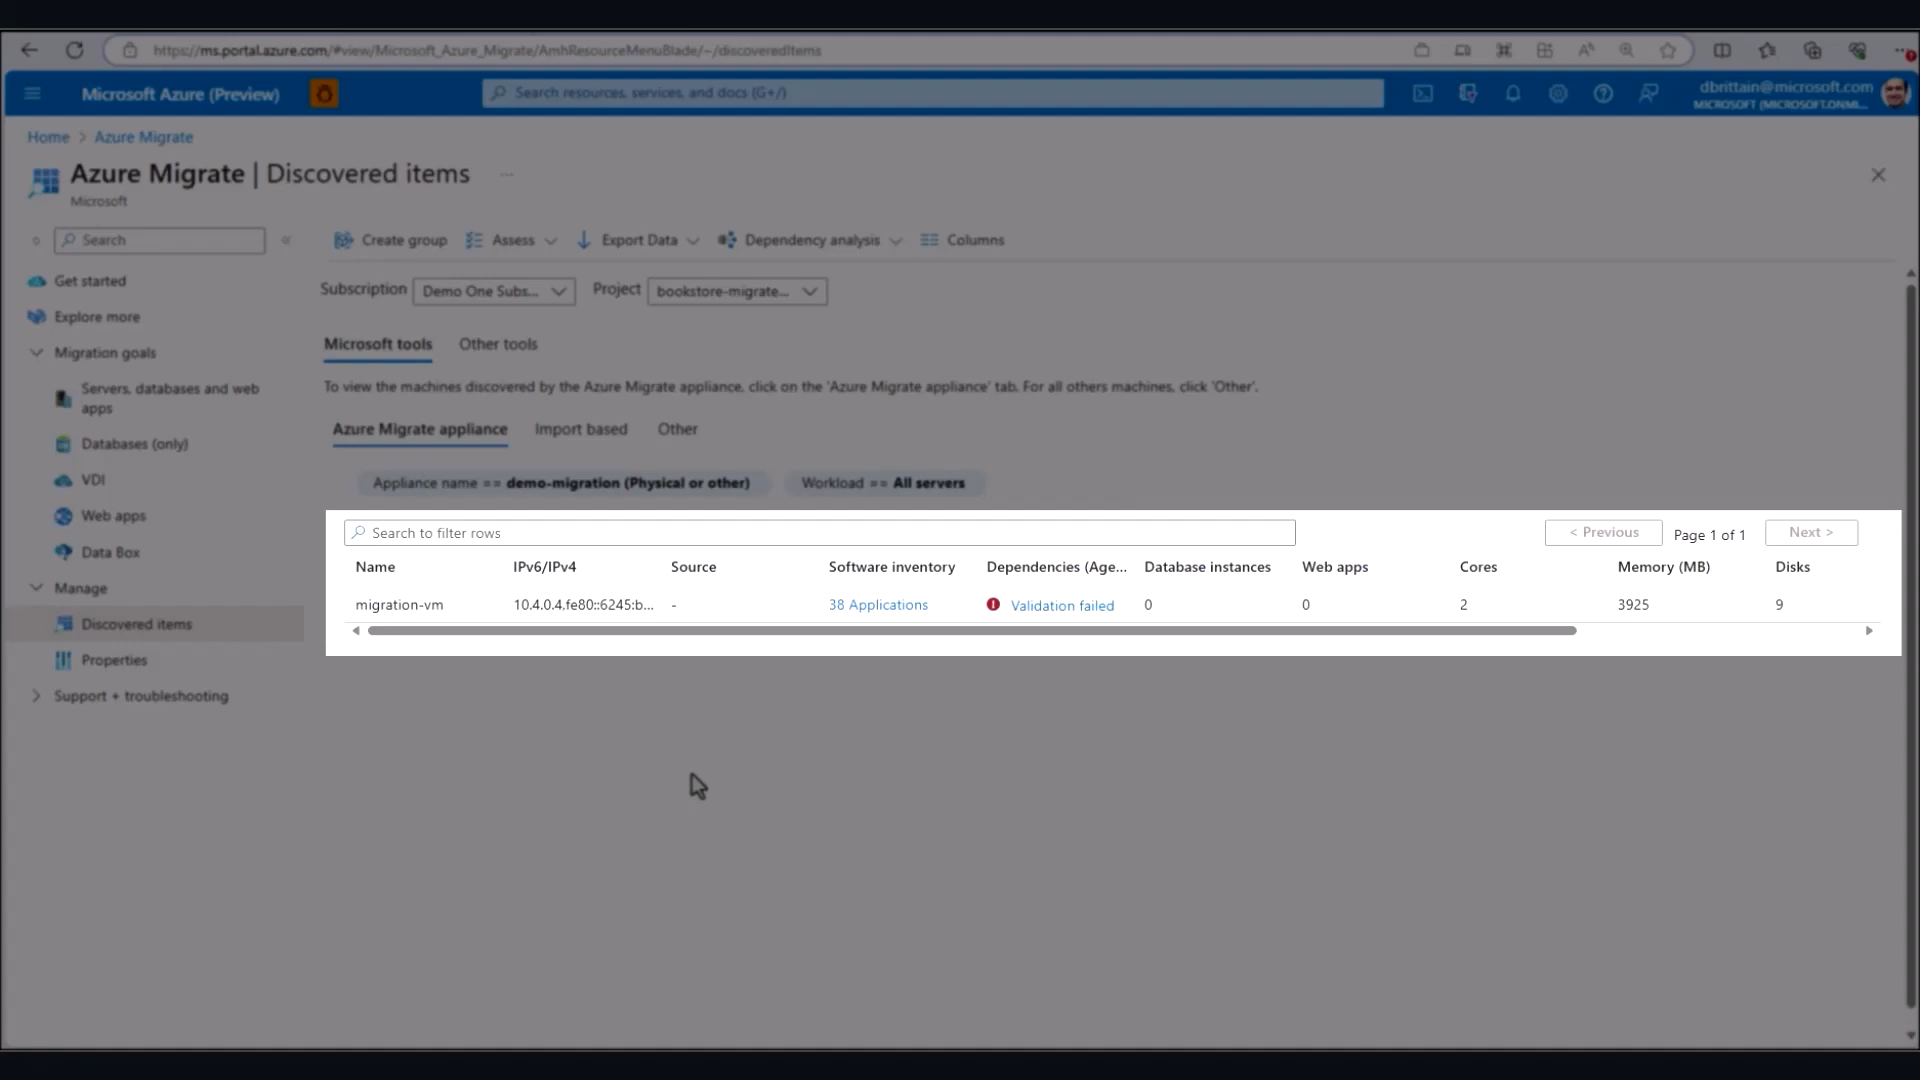 https://ms.portal.azure.com/#view/Microsoft_Azure_Migrate/AmhResourceMenuBlade/~/discoveredItems
Microsoft Azure (Preview)
Search resources, services, and docs (G+/)
dbrittain@microsoft.com
MICROSOFT (MICROSOFT.ONMI...
Home > Azure Migrate
Azure Migrate | Discovered items ...
Microsoft
Search
Create group
Assess
Export Data
Dependency analysis
Columns
Get started
Explore more
Migration goals
Servers, databases and web apps
Databases (only)
VDI
Web apps
Data Box
Manage
Discovered items
Properties
Support + troubleshooting
Subscription
Demo One Subs...
Project
bookstore-migrate...
Microsoft tools
Other tools
To view the machines discovered by the Azure Migrate appliance, click on the 'Azure Migrate appliance' tab. For all others machines, click 'Other'.
Azure Migrate appliance
Import based
Other
Appliance name == demo-migration (Physical or other)
Workload == All servers
Search to filter rows
< Previous
Page 1 of 1
Next >
Name IPv6/IPv4 Source Software inventory Dependencies (Age... Database instances Web apps Cores Memory (MB) Disks
migration-vm 10.4.0.4,fe80::6245:b... - 38 Applications Validation failed 0 0 2 3925 9